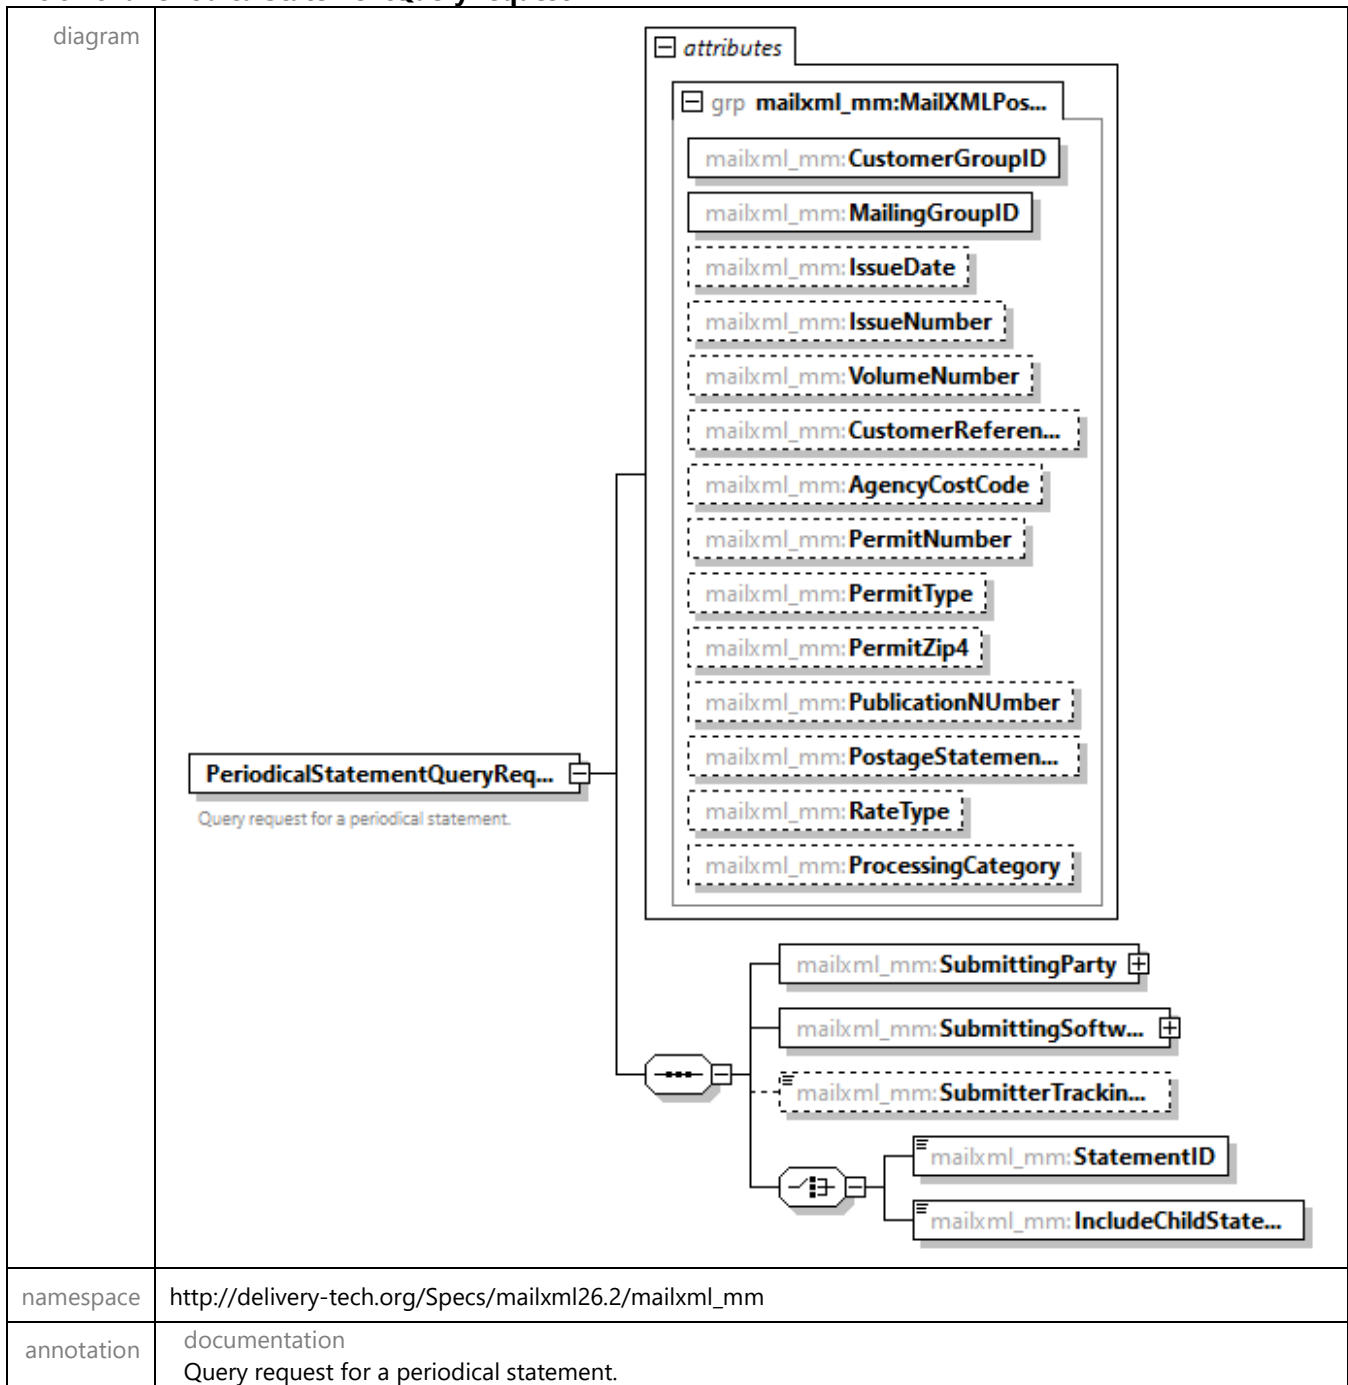 diagram
attributes
grp mailxml_mm:MailXMLPos...
mailxml_mm:CustomerGroupID
mailxml_mm:MailingGroupID
mailxml_mm:IssueDate
mailxml_mm:IssueNumber
mailxml_mm:VolumeNumber
mailxml_mm:CustomerReferen...
mailxml_mm:AgencyCostCode
mailxml_mm:PermitNumber
mailxml_mm:PermitType
mailxml_mm:PermitZip4
mailxml_mm:PublicationNUmber
mailxml_mm:PostageStatemen...
mailxml_mm:RateType
mailxml_mm:ProcessingCategory
PeriodicalStatementQueryReq...
Query request for a periodical statement.
mailxml_mm:SubmittingParty
mailxml_mm:SubmittingSoftw...
mailxml_mm:SubmitterTrackin...
mailxml_mm:StatementID
mailxml_mm:IncludeChildState...
namespace http://delivery-tech.org/Specs/mailxml26.2/mailxml_mm
annotation documentation
Query request for a periodical statement.